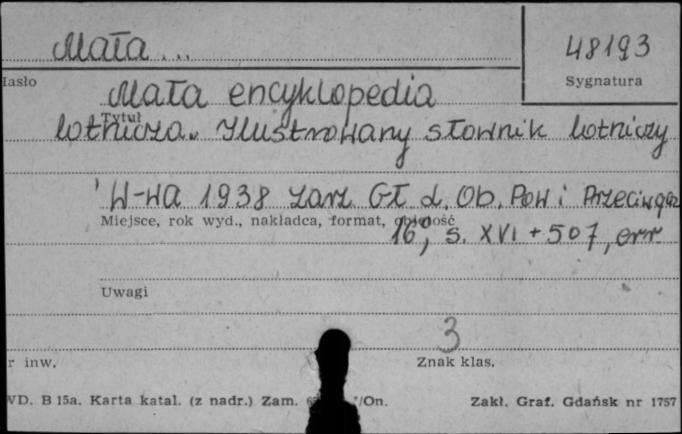 Mała ...
48193
Hasło
Sygnatura
Mała encyklopedia
Tytuł
lotnicza. Ilustrowany słownik lotniczy
W-wa 1938 Zarz. Gł. L. Ob. Pow i Przeciwgaz
Miejsce, rok wyd., nakładca, format, objętość
16°, s. XVI + 507, err
Uwagi
3
r inw.
Znak klas.
WD. B 15a. Karta katal. (z nadr.) Zam. /On.
Zakł. Graf. Gdańsk nr 1757